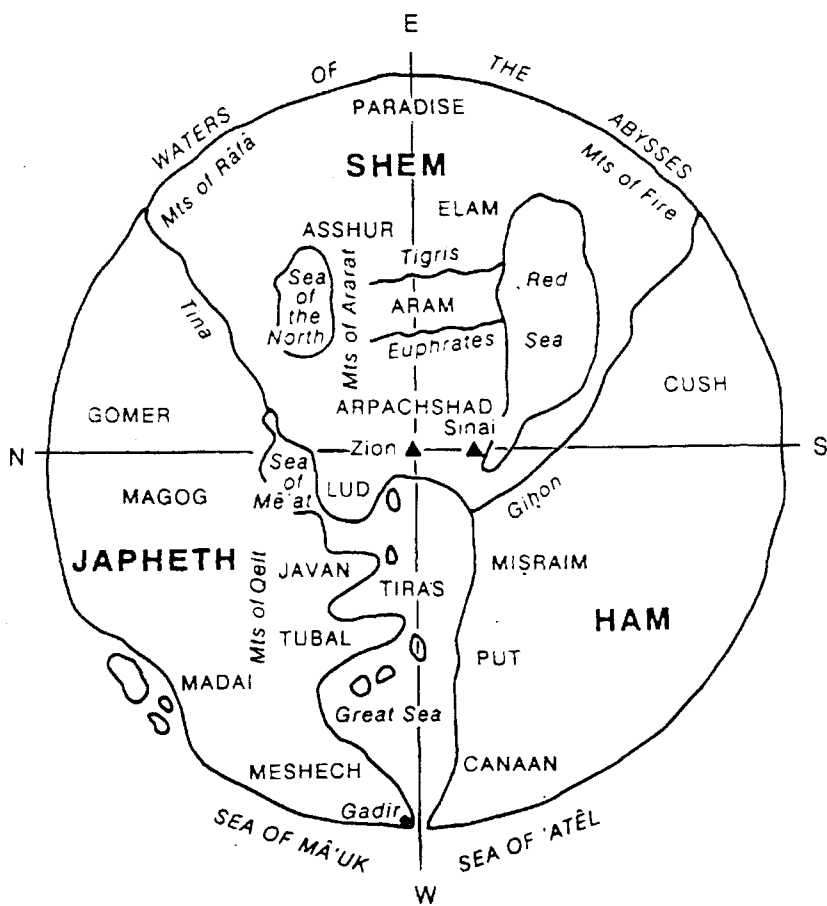 E
WATERS OF THE ABYSSES
PARADISE
Mts of Râfâ
SHEM
Mts of Fire
ELAM
ASSHUR
Tigris
Sea
of
the
North
Mts of Ararat
ARAM
Red
Sea
Tina
Euphrates
CUSH
ARPACHSHAD
GOMER
Sinai
N
Zion
S
Sea
of
Mê'at
LUD
MAGOG
Giḥon
JAPHETH
Mts of Qelt
JAVAN
TIRAS
MIṢRAIM
HAM
TUBAL
PUT
MADAI
Great Sea
MESHECH
CANAAN
Gadir
SEA OF MÂ'UK
SEA OF 'ATÊL
W